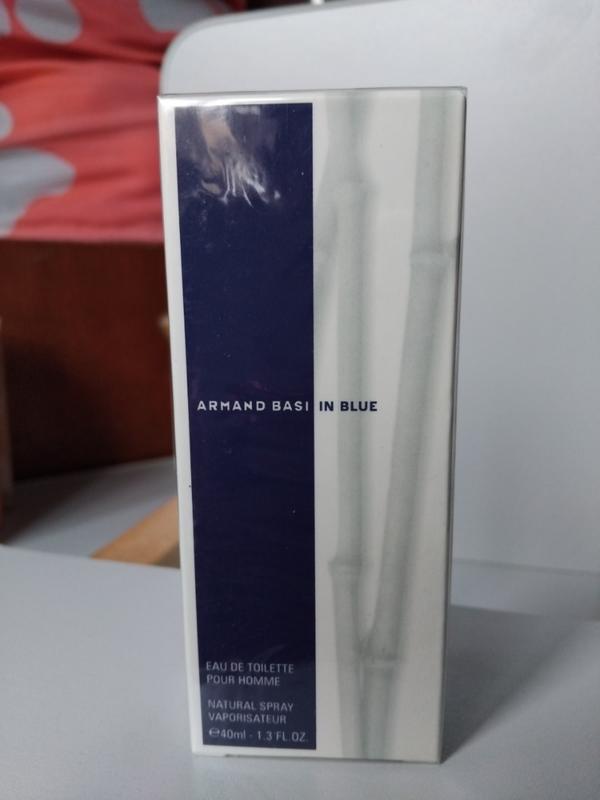 ARMAND BASI IN BLUE
EAU DE TOILETTE
POUR HOMME
NATURAL SPRAY
VAPORISATEUR
℮40ml - 1.3 FL.OZ.